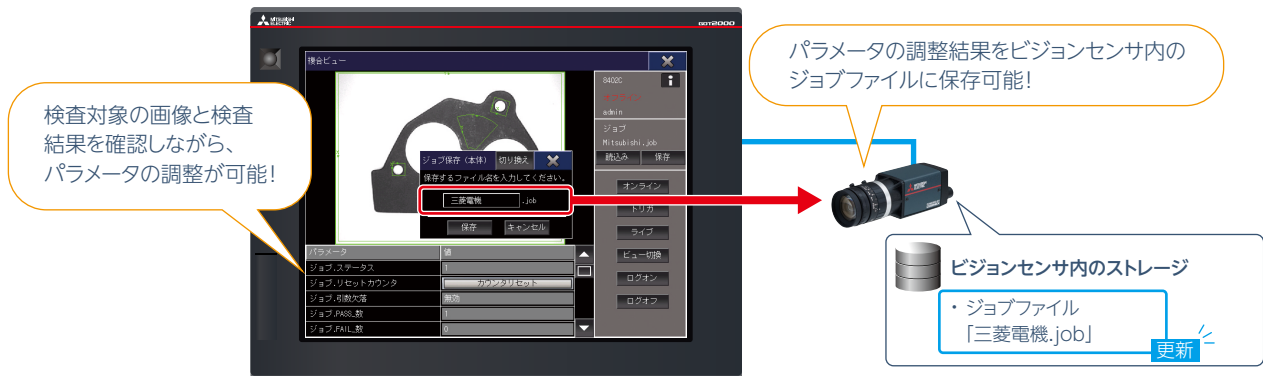 MITSUBISHI
ELECTRIC
GOT2000
複合ビュー
8402C
オフライン
admin
ジョブ
Mitsubishi.job
読込み 保存
オンライン
トリガ
ライブ
ビュー切換
ログオン
ログオフ
ジョブ保存(本体) 切り換え
保存するファイル名を入力してください。
三菱電機 .job
保存 キャンセル
パラメータ 値
ジョブ.ステータス 1
ジョブ.リセットカウンタ カウンタリセット
ジョブ.引数欠落 無効
ジョブ.PASS_数 1
ジョブ.FAIL_数 0
検査対象の画像と検査
結果を確認しながら、
パラメータの調整が可能!
パラメータの調整結果をビジョンセンサ内の
ジョブファイルに保存可能!
ビジョンセンサ内のストレージ
・ ジョブファイル
「三菱電機.job」
更新